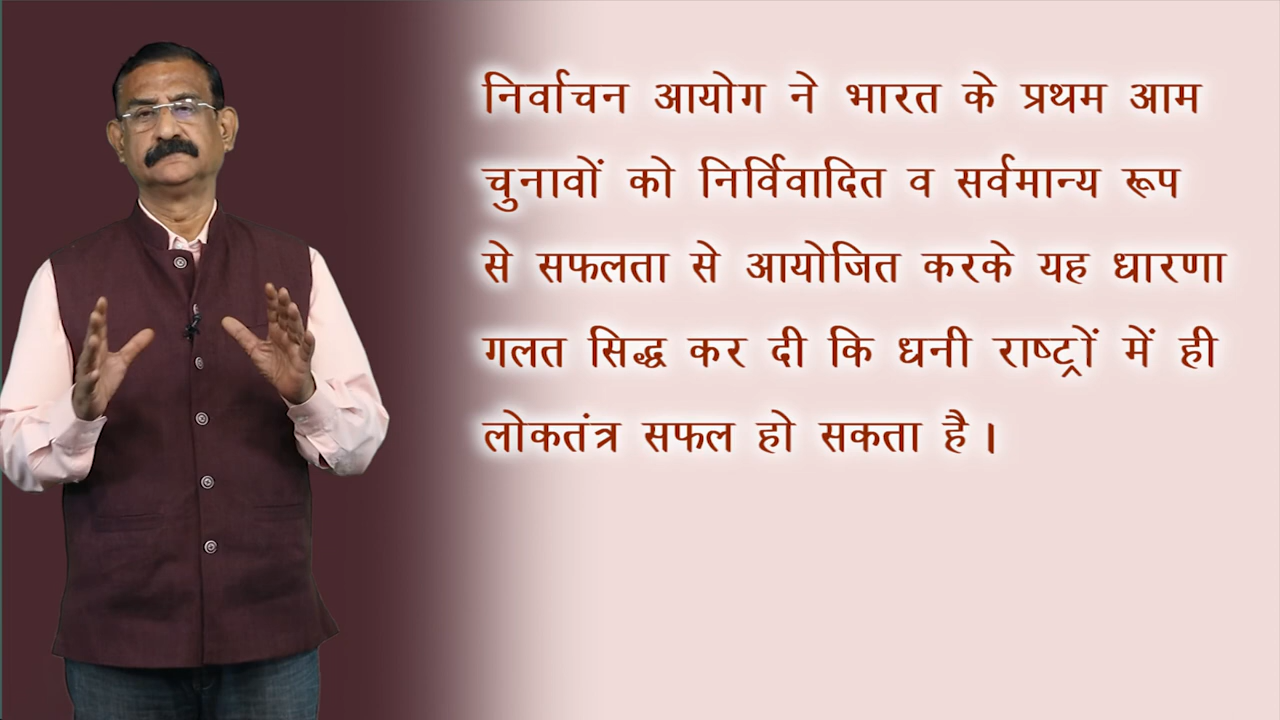 निर्वाचन आयोग ने भारत के प्रथम आम
चुनावों को निर्विवादित व सर्वमान्य रूप
से सफलता से आयोजित करके यह धारणा
गलत सिद्ध कर दी कि धनी राष्ट्रों में ही
लोकतंत्र सफल हो सकता है।